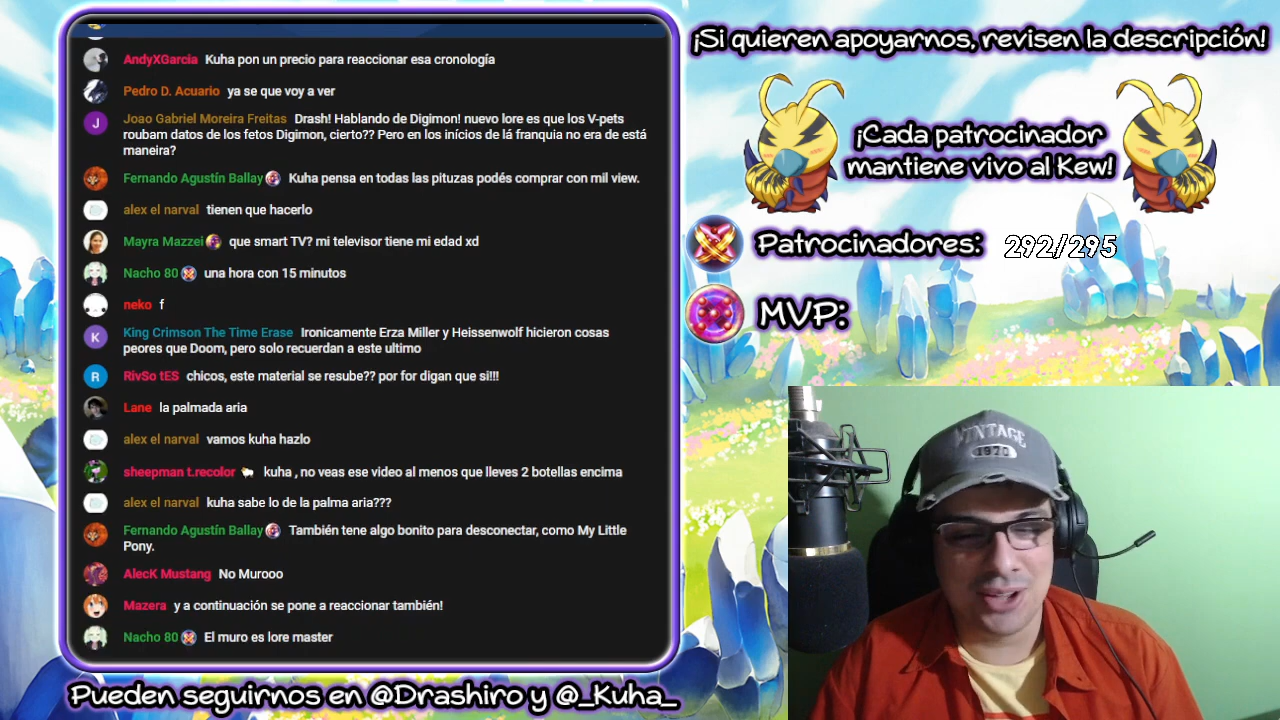 ¡Si quieren apoyarnos, revisen la descripción!
AndyXGarcia Kuha pon un precio para reaccionar esa cronología
Pedro D. Acuario ya se que voy a ver
J
Joao Gabriel Moreira Freitas Drash! Hablando de Digimon! nuevo lore es que los V-pets
roubam datos de los fetos Digimon, cierto?? Pero en los inícios de lá franquia no era de está
maneira?
Fernando Agustín Ballay Kuha pensa en todas las pituzas podés comprar con mil view.
alex el narval tienen que hacerlo
Mayra Mazzei que smart TV? mi televisor tiene mi edad xd
Nacho 80 una hora con 15 minutos
neko f
K
King Crimson The Time Erase Ironicamente Erza Miller y Heissenwolf hicieron cosas
peores que Doom, pero solo recuerdan a este ultimo
R
RivSo tES chicos, este material se resube?? por for digan que si!!!
Lane la palmada aria
alex el narval vamos kuha hazlo
sheepman t.recolor 🐑 kuha , no veas ese video al menos que lleves 2 botellas encima
alex el narval kuha sabe lo de la palma aria???
Fernando Agustín Ballay También tene algo bonito para desconectar, como My Little
Pony.
AlecK Mustang No Murooo
Mazera y a continuación se pone a reaccionar también!
Nacho 80 El muro es lore master
¡Cada patrocinador
mantiene vivo al Kew!
Patrocinadores: 292/295
MVP:
VINTAGE
1970
Pueden seguirnos en @Drashiro y @_Kuha_